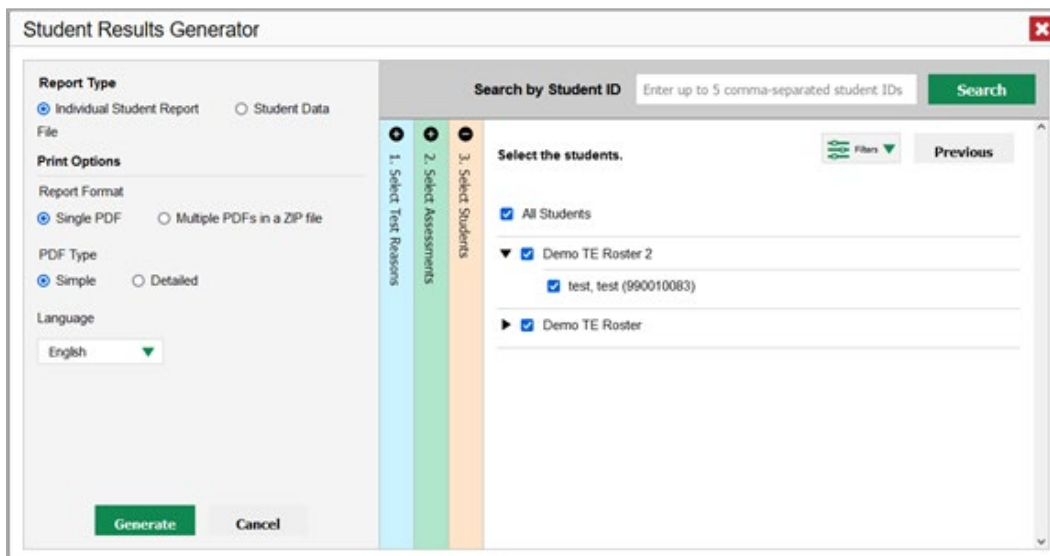 Student Results Generator
Report Type
Individual Student Report
Student Data
File
Print Options
Report Format
Single PDF
Multiple PDFs in a ZIP file
PDF Type
Simple
Detailed
Language
English
Generate
Cancel
Search by Student ID
Enter up to 5 comma-separated student IDs
Search
1. Select Test Reasons
2. Select Assessments
3. Select Students
Select the students.
Filters
Previous
All Students
Demo TE Roster 2
test, test (990010083)
Demo TE Roster